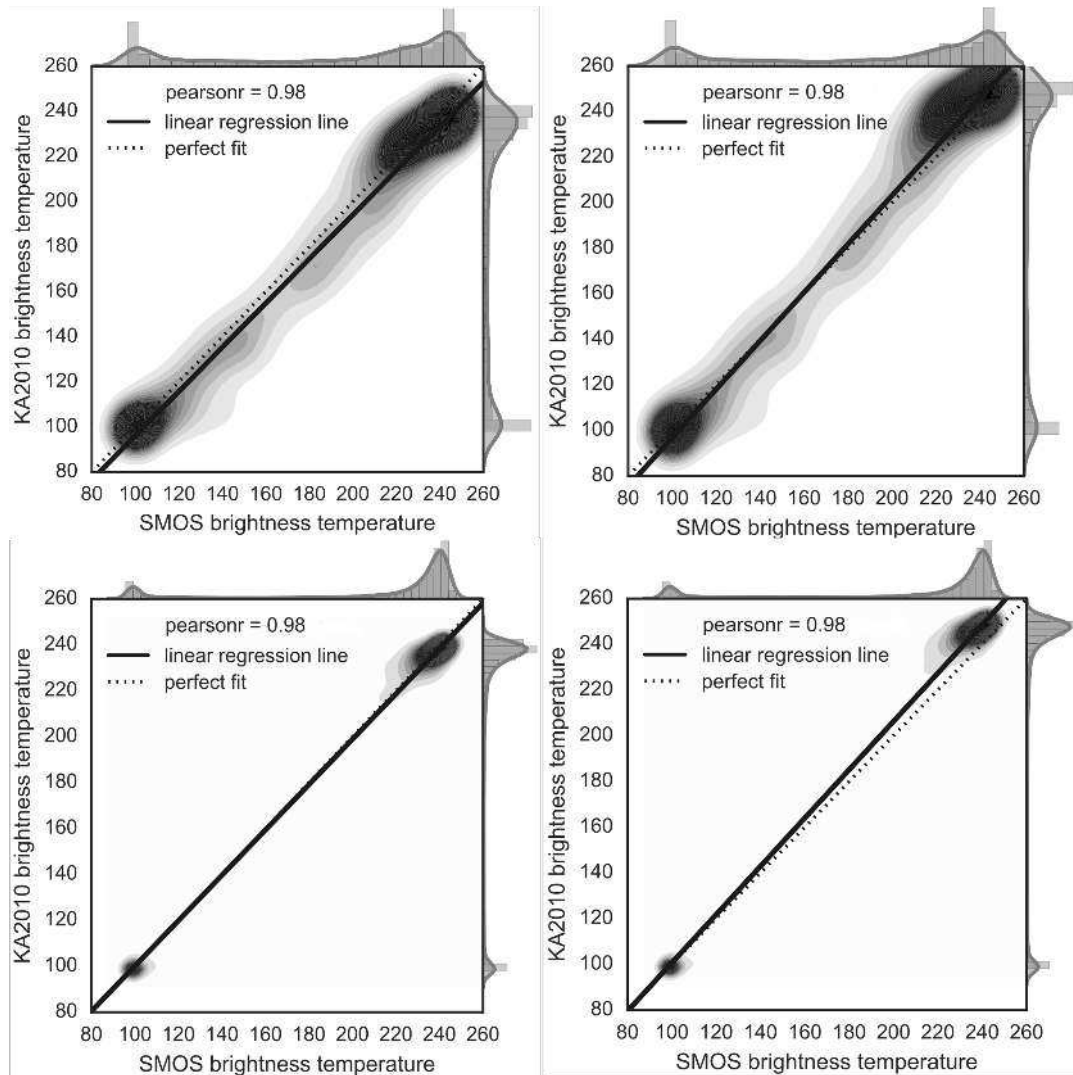 260
240
220
200
180
160
140
120
100
80
KA2010 brightness temperature
pearsonr = 0.98
linear regression line
perfect fit
80 100 120 140 160 180 200 220 240 260
SMOS brightness temperature
260
240
220
200
180
160
140
120
100
80
KA2010 brightness temperature
pearsonr = 0.98
linear regression line
perfect fit
80 100 120 140 160 180 200 220 240 260
SMOS brightness temperature
260
240
220
200
180
160
140
120
100
80
KA2010 brightness temperature
pearsonr = 0.98
linear regression line
perfect fit
80 100 120 140 160 180 200 220 240 260
SMOS brightness temperature
260
240
220
200
180
160
140
120
100
80
KA2010 brightness temperature
pearsonr = 0.98
linear regression line
perfect fit
80 100 120 140 160 180 200 220 240 260
SMOS brightness temperature